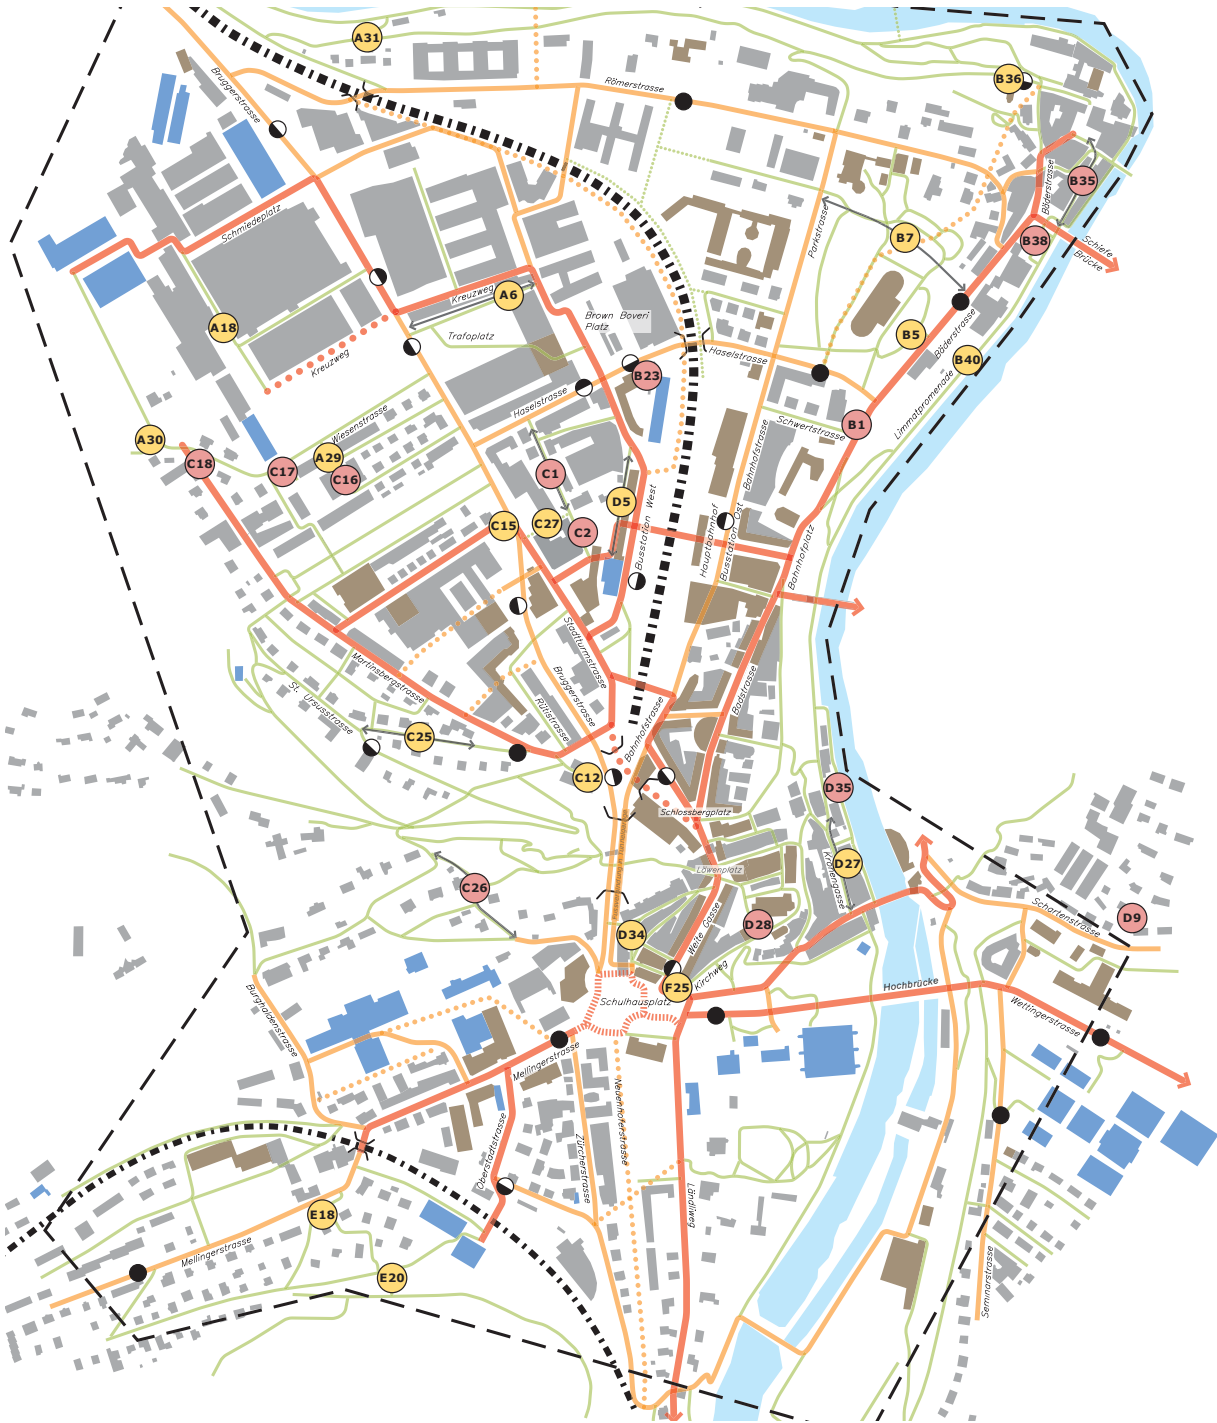 A31
Bruggerstrasse
Römerstrasse
B36
Bäderstrasse
B35
Parkstrasse
B7
B38
Schiefe
Brücke
Schmiedeplatz
Kreuzweg
A6
A18
Trafoplatz
Brown Boveri
Platz
Kreuzweg
Haselstrasse
B5
Bäderstrasse
B40
B23
Haselstrasse
Limmatpromenade
Schwertstrasse
B1
A30
Wiesenstrasse
A29
C18
C17
C16
C1
Bahnhofstrasse
D5
C15
C27
C2
Busstation West
Hauptbahnhof
Busstation Ost
Bahnhofplatz
Stadtturmstrasse
Martinsbergstrasse
Bruggerstrasse
Badstrasse
St. Ursusstrasse
Rütistrasse
Bahnhofstrasse
C25
C12
D35
Schlossbergplatz
D27
Kronengasse
Löwenplatz
C26
D34
Weite Gasse
D28
D9
Schartenstrasse
F25
Kirchweg
Schulhausplatz
Hochbrücke
Wettingerstrasse
Burghaldenstrasse
Mellingerstrasse
Neuenhoferstrasse
Oberstadtstrasse
Zürcherstrasse
Ländliweg
E18
Mellingerstrasse
E20
Seminarstrasse